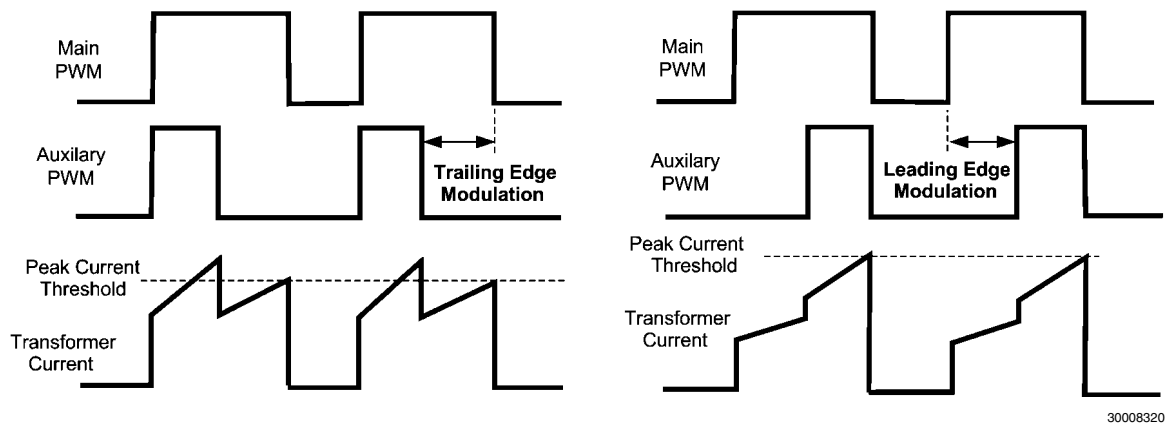 Main
PWM
Auxilary
PWM
Trailing Edge
Modulation
Peak Current
Threshold
Transformer
Current
Main
PWM
Auxilary
PWM
Leading Edge
Modulation
Peak Current
Threshold
Transformer
Current
30008320